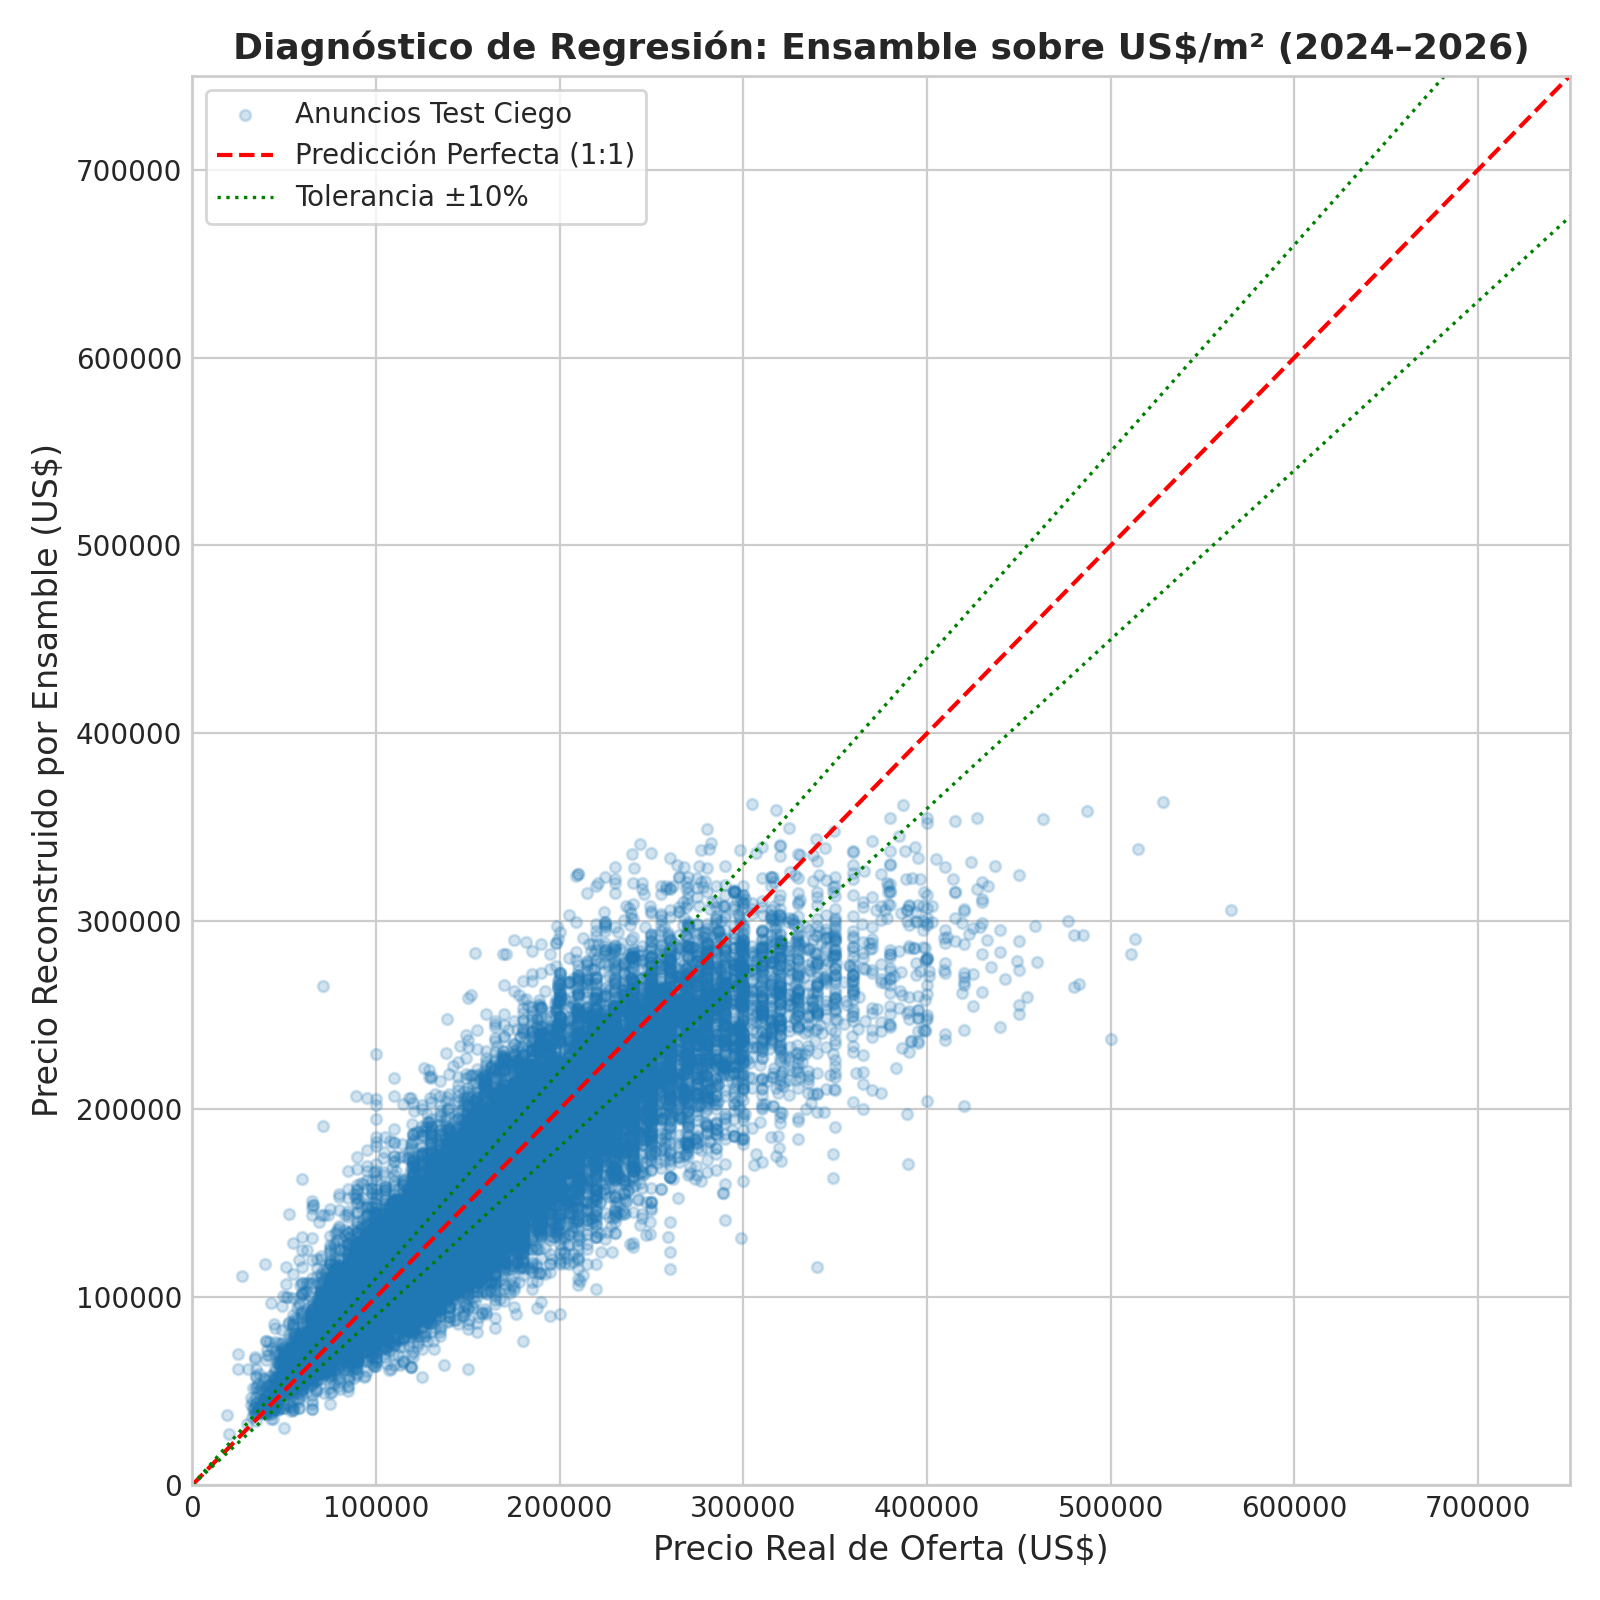 Diagnóstico de Regresión: Ensamble sobre US$/m² (2024–2026)
Anuncios Test Ciego
Predicción Perfecta (1:1)
Tolerancia ±10%
Precio Reconstruido por Ensamble (US$)
700000
600000
500000
400000
300000
200000
100000
0
0 100000 200000 300000 400000 500000 600000 700000
Precio Real de Oferta (US$)